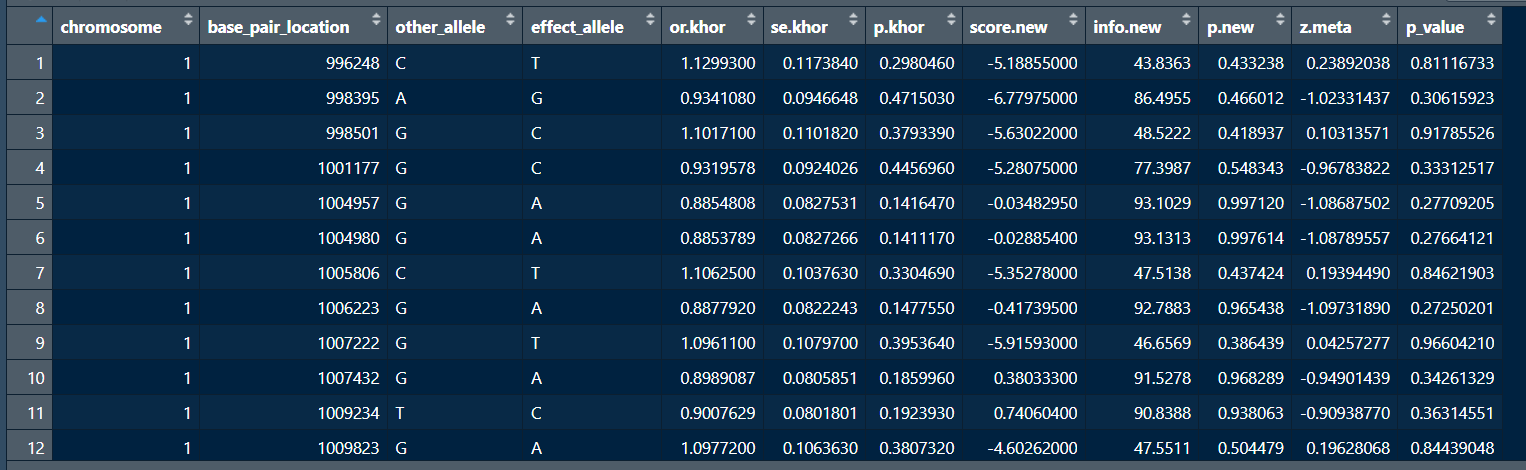 chromosome base_pair_location other_allele effect_allele or.khor se.khor p.khor score.new info.new p.new z.meta p_value
1 1 996248 C T 1.1299300 0.1173840 0.2980460 -5.18855000 43.8363 0.433238 0.23892038 0.81116733
2 1 998395 A G 0.9341080 0.0946648 0.4715030 -6.77975000 86.4955 0.466012 -1.02331437 0.30615923
3 1 998501 G C 1.1017100 0.1101820 0.3793390 -5.63022000 48.5222 0.418937 0.10313571 0.91785526
4 1 1001177 G C 0.9319578 0.0924026 0.4456960 -5.28075000 77.3987 0.548343 -0.96783822 0.33312517
5 1 1004957 G A 0.8854808 0.0827531 0.1416470 -0.03482950 93.1029 0.997120 -1.08687502 0.27709205
6 1 1004980 G A 0.8853789 0.0827266 0.1411170 -0.02885400 93.1313 0.997614 -1.08789557 0.27664121
7 1 1005806 C T 1.1062500 0.1037630 0.3304690 -5.35278000 47.5138 0.437424 0.19394490 0.84621903
8 1 1006223 G A 0.8877920 0.0822243 0.1477550 -0.41739500 92.7883 0.965438 -1.09731890 0.27250201
9 1 1007222 G T 1.0961100 0.1079700 0.3953640 -5.91593000 46.6569 0.386439 0.04257277 0.96604210
10 1 1007432 G A 0.8989087 0.0805851 0.1859960 0.38033300 91.5278 0.968289 -0.94901439 0.34261329
11 1 1009234 T C 0.9007629 0.0801801 0.1923930 0.74060400 90.8388 0.938063 -0.90938770 0.36314551
12 1 1009823 G A 1.0977200 0.1063630 0.3807320 -4.60262000 47.5511 0.504479 0.19628068 0.84439048